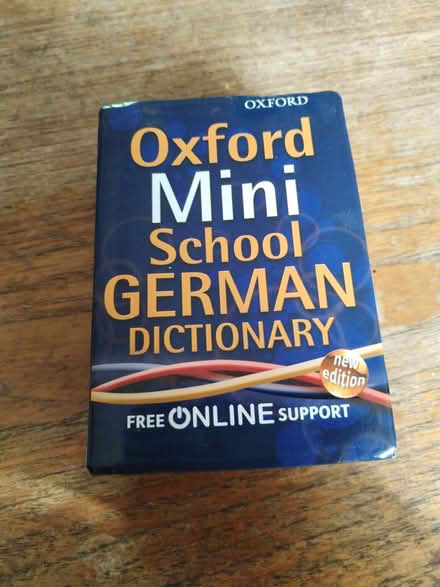 OXFORD
Oxford
Mini
School
GERMAN
DICTIONARY
new
edition
FREE ONLINE SUPPORT